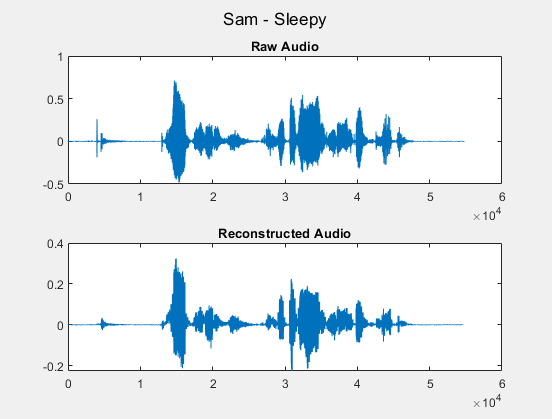 Sam - Sleepy
Raw Audio
1
0.5
0
-0.5
0 1 2 3 4 5 6
×10⁴
Reconstructed Audio
0.4
0.2
0
-0.2
0 1 2 3 4 5 6
×10⁴